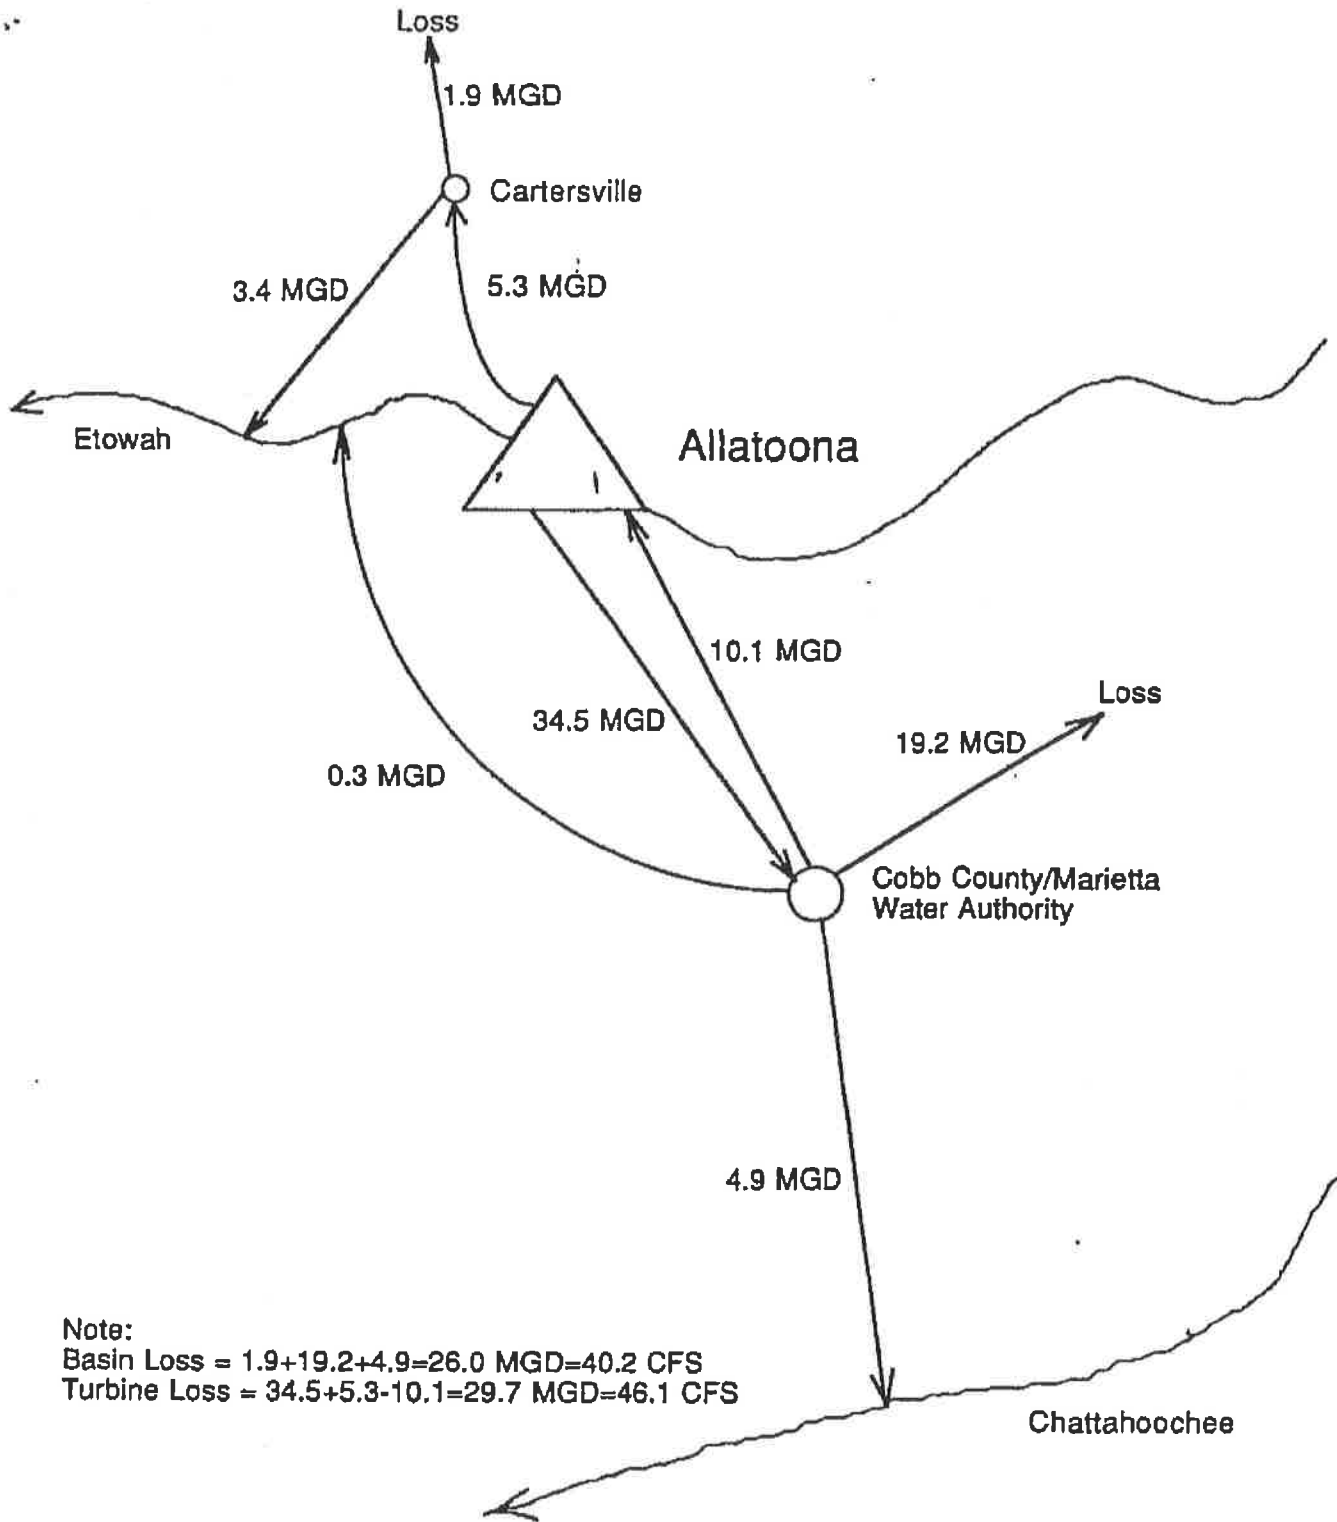 Loss
1.9 MGD
Cartersville
3.4 MGD
5.3 MGD
Etowah
Allatoona
10.1 MGD
34.5 MGD
Loss
19.2 MGD
0.3 MGD
Cobb County/Marietta
Water Authority
4.9 MGD
Note:
Basin Loss = 1.9+19.2+4.9=26.0 MGD=40.2 CFS
Turbine Loss = 34.5+5.3-10.1=29.7 MGD=46.1 CFS
Chattahoochee